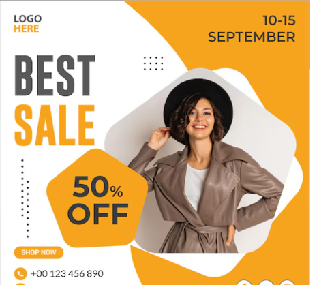 LOGO
HERE
10-15
SEPTEMBER
BEST
SALE
50%
OFF
SHOP NOW
+00 123 456 890